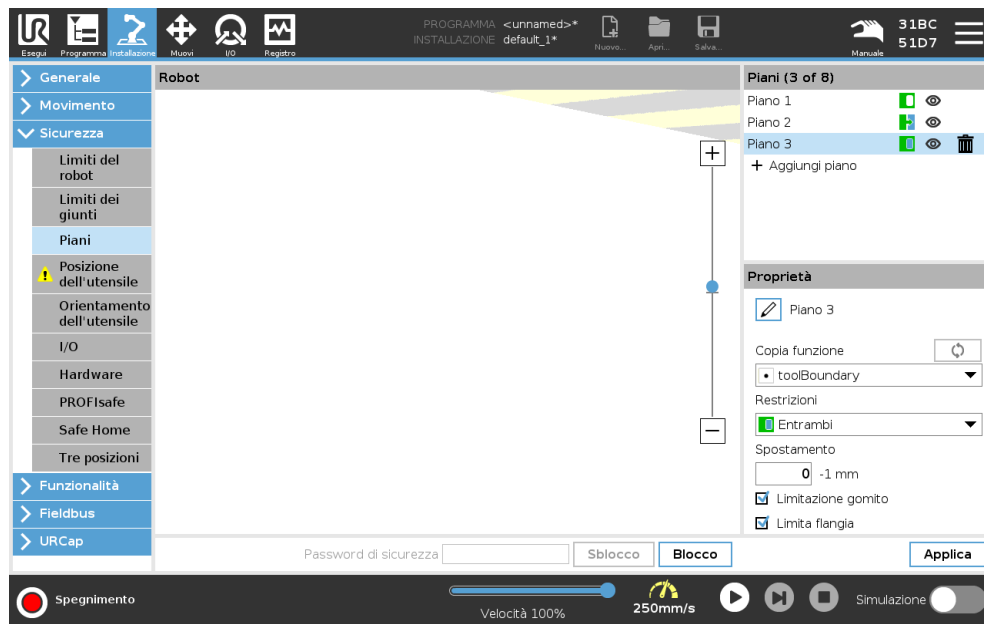 PROGRAMMA <unnamed>*
INSTALLAZIONE default_1*
Esegui Programma Installazione Muovi I/O Registro
Nuovo... Apri... Salva...
Manuale
31BC
51D7
Generale
Movimento
Sicurezza
Limiti del
robot
Limiti dei
giunti
Piani
Posizione
dell'utensile
Orientamento
dell'utensile
I/O
Hardware
PROFIsafe
Safe Home
Tre posizioni
Funzionalità
Fieldbus
URCap
Robot
Piani (3 of 8)
Piano 1
Piano 2
Piano 3
+ Aggiungi piano
Proprietà
Piano 3
Copia funzione
toolBoundary
Restrizioni
Entrambi
Spostamento
0 -1 mm
Limitazione gomito
Limita flangia
Password di sicurezza Sblocco Blocco
Applica
Spegnimento
Velocità 100%
250mm/s
Simulazione